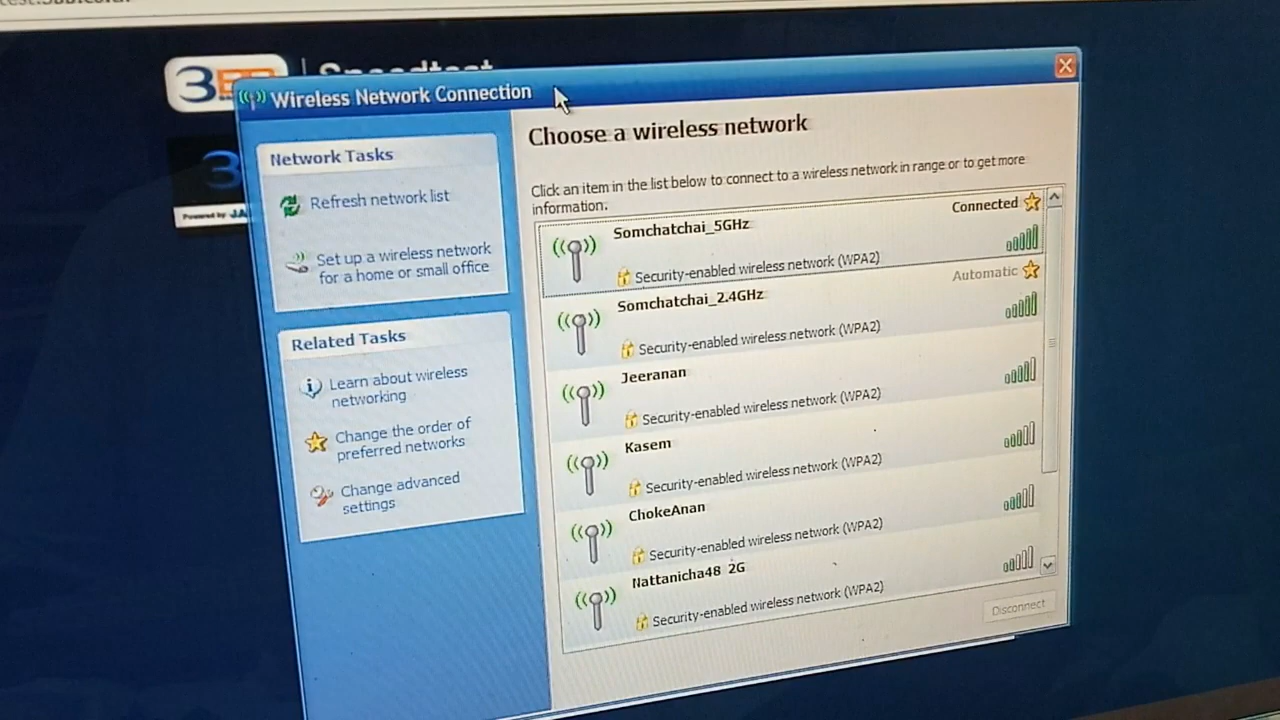 3BB
Speedtest
Powered by JA
Wireless Network Connection
Network Tasks
Refresh network list
Set up a wireless network
for a home or small office
Related Tasks
Learn about wireless
networking
Change the order of
preferred networks
Change advanced
settings
Choose a wireless network
Click an item in the list below to connect to a wireless network in range or to get more
information.
Somchatchai_5GHz
Connected
Security-enabled wireless network (WPA2)
Somchatchai_2.4GHz
Automatic
Security-enabled wireless network (WPA2)
Jeeranan
Security-enabled wireless network (WPA2)
Kasem
Security-enabled wireless network (WPA2)
ChokeAnan
Security-enabled wireless network (WPA2)
Nattanicha48 2G
Security-enabled wireless network (WPA2)
Disconnect